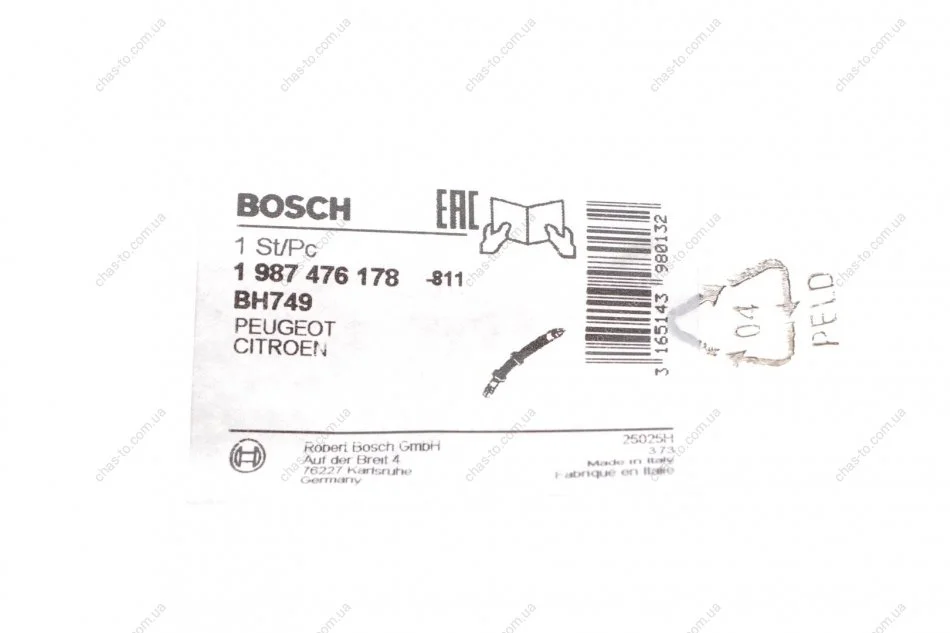 BOSCH
EAC
1 St/Pc
1 987 476 178 -811
BH749
PEUGEOT
CITROEN
3 165143 980132
04
PELD
Robert Bosch GmbH
Auf der Breit 4
76227 Karlsruhe
Germany
25025H
373
Made in Italy
Fabrique en Italie
chas-to.com.ua